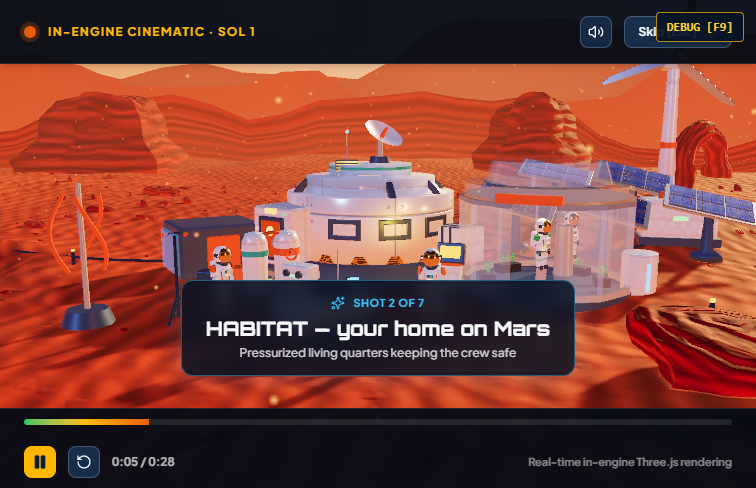 IN-ENGINE CINEMATIC · SOL 1
DEBUG [F9]
SHOT 2 OF 7
HABITAT – your home on Mars
Pressurized living quarters keeping the crew safe
0:05 / 0:28
Real-time in-engine Three.js rendering